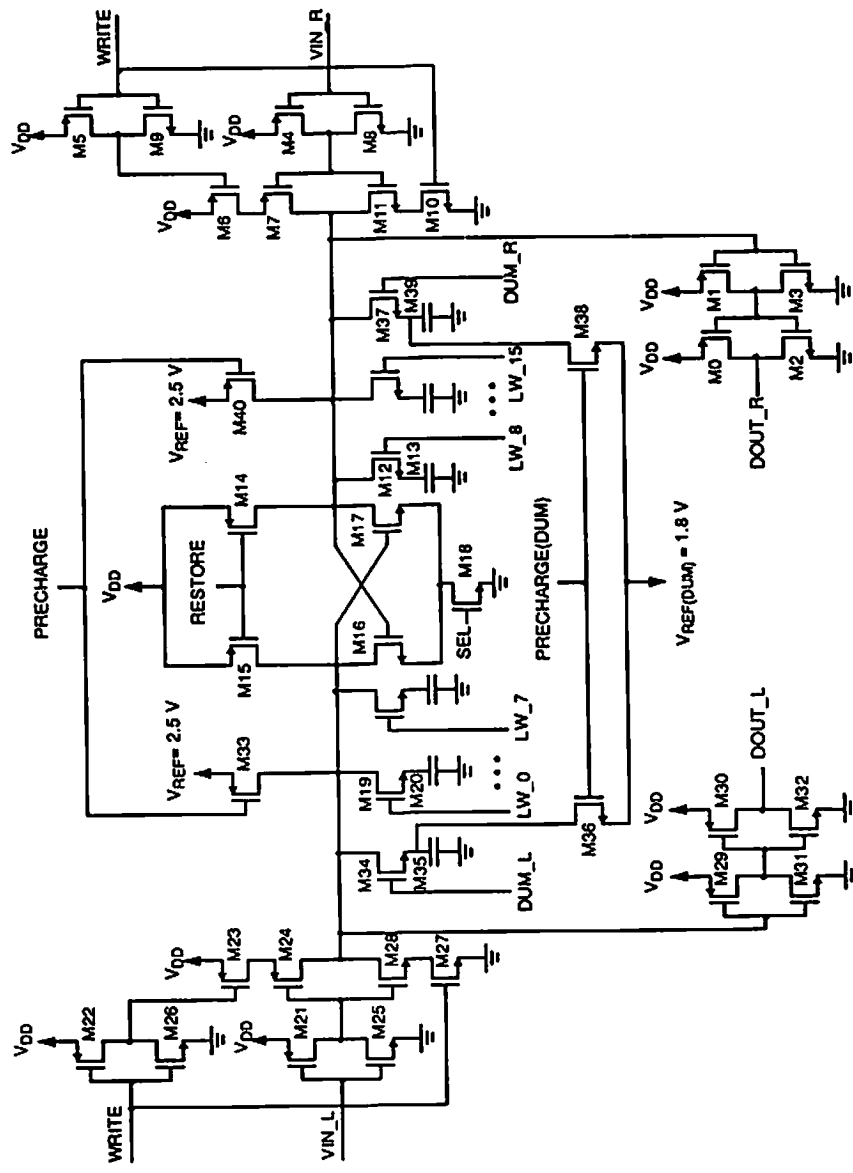 PRECHARGE
WRITE
VDD
M5
M9
VIN_R
VDD
M4
M8
VDD
M6
M7
M11
M10
VREF= 2.5 V
M40
VDD
M14
RESTORE
M15
VREF= 2.5 V
M33
M16
M17
M18
SEL
M12
M13
LW_8
LW_15
M37
M39
DUM_R
M38
LW_7
M19
M20
LW_0
M34
M35
DUM_L
M36
PRECHARGE(DUM)
VREF(DUM) = 1.8 V
VDD
M1
M3
VDD
M0
M2
DOUT_R
VDD
M23
M24
M28
M27
VDD
M22
M26
WRITE
VDD
M21
M25
VIN_L
VDD
M29
M31
VDD
M30
M32
DOUT_L